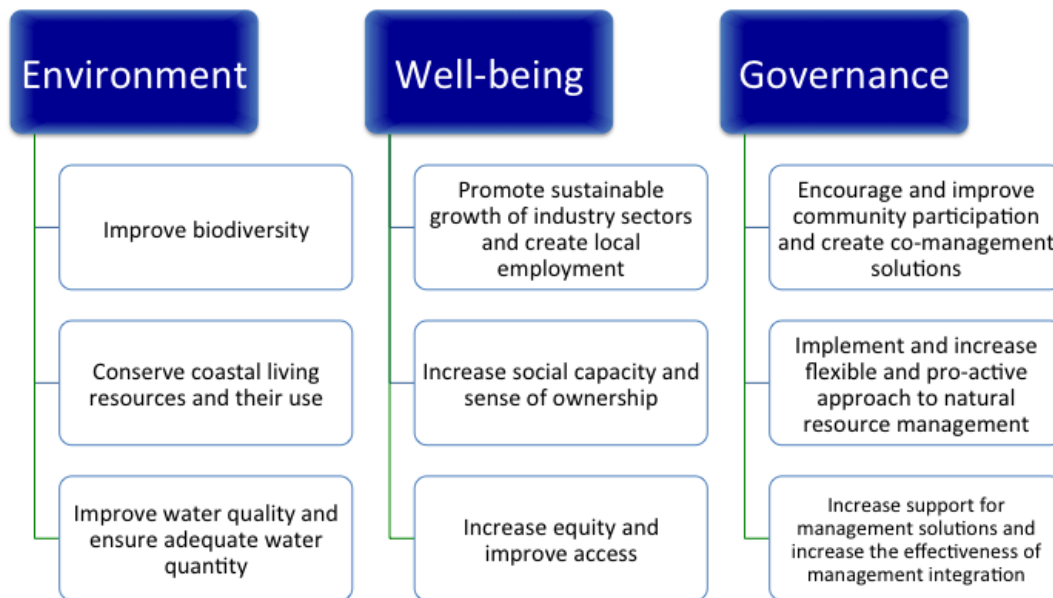 Environment
Improve biodiversity
Conserve coastal living
resources and their use
Improve water quality and
ensure adequate water
quantity
Well-being
Promote sustainable
growth of industry sectors
and create local
employment
Increase social capacity and
sense of ownership
Increase equity and
improve access
Governance
Encourage and improve
community participation
and create co-management
solutions
Implement and increase
flexible and pro-active
approach to natural
resource management
Increase support for
management solutions and
increase the effectiveness of
management integration